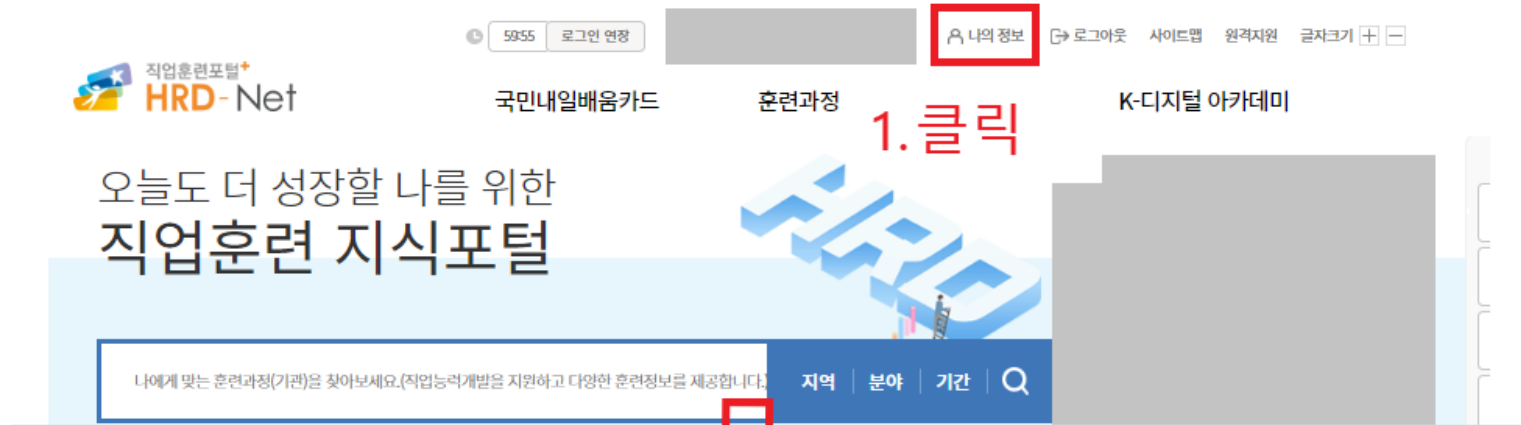 59:55 로그인 연장 나의 정보 로그아웃 사이트맵 원격지원 글자크기
직업훈련포털+
HRD-Net
국민내일배움카드 훈련과정 K-디지털 아카데미
1.클릭
오늘도 더 성장할 나를 위한
직업훈련 지식포털
HRD
나에게 맞는 훈련과정(기관)을 찾아보세요.(직업능력개발을 지원하고 다양한 훈련정보를 제공합니다.) 지역 분야 기간